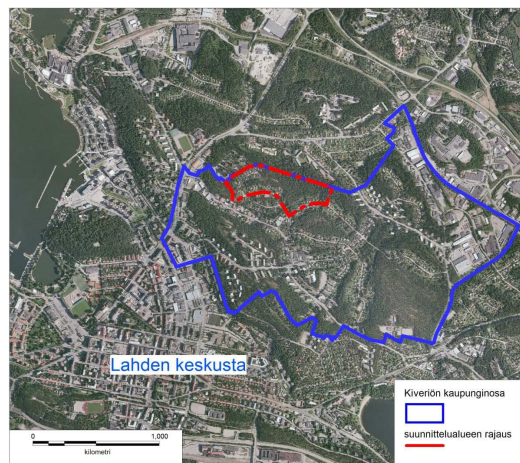 Lahden keskusta
Kiveriön kaupunginosa
suunnittelualueen rajaus
0 1,000
kilometri